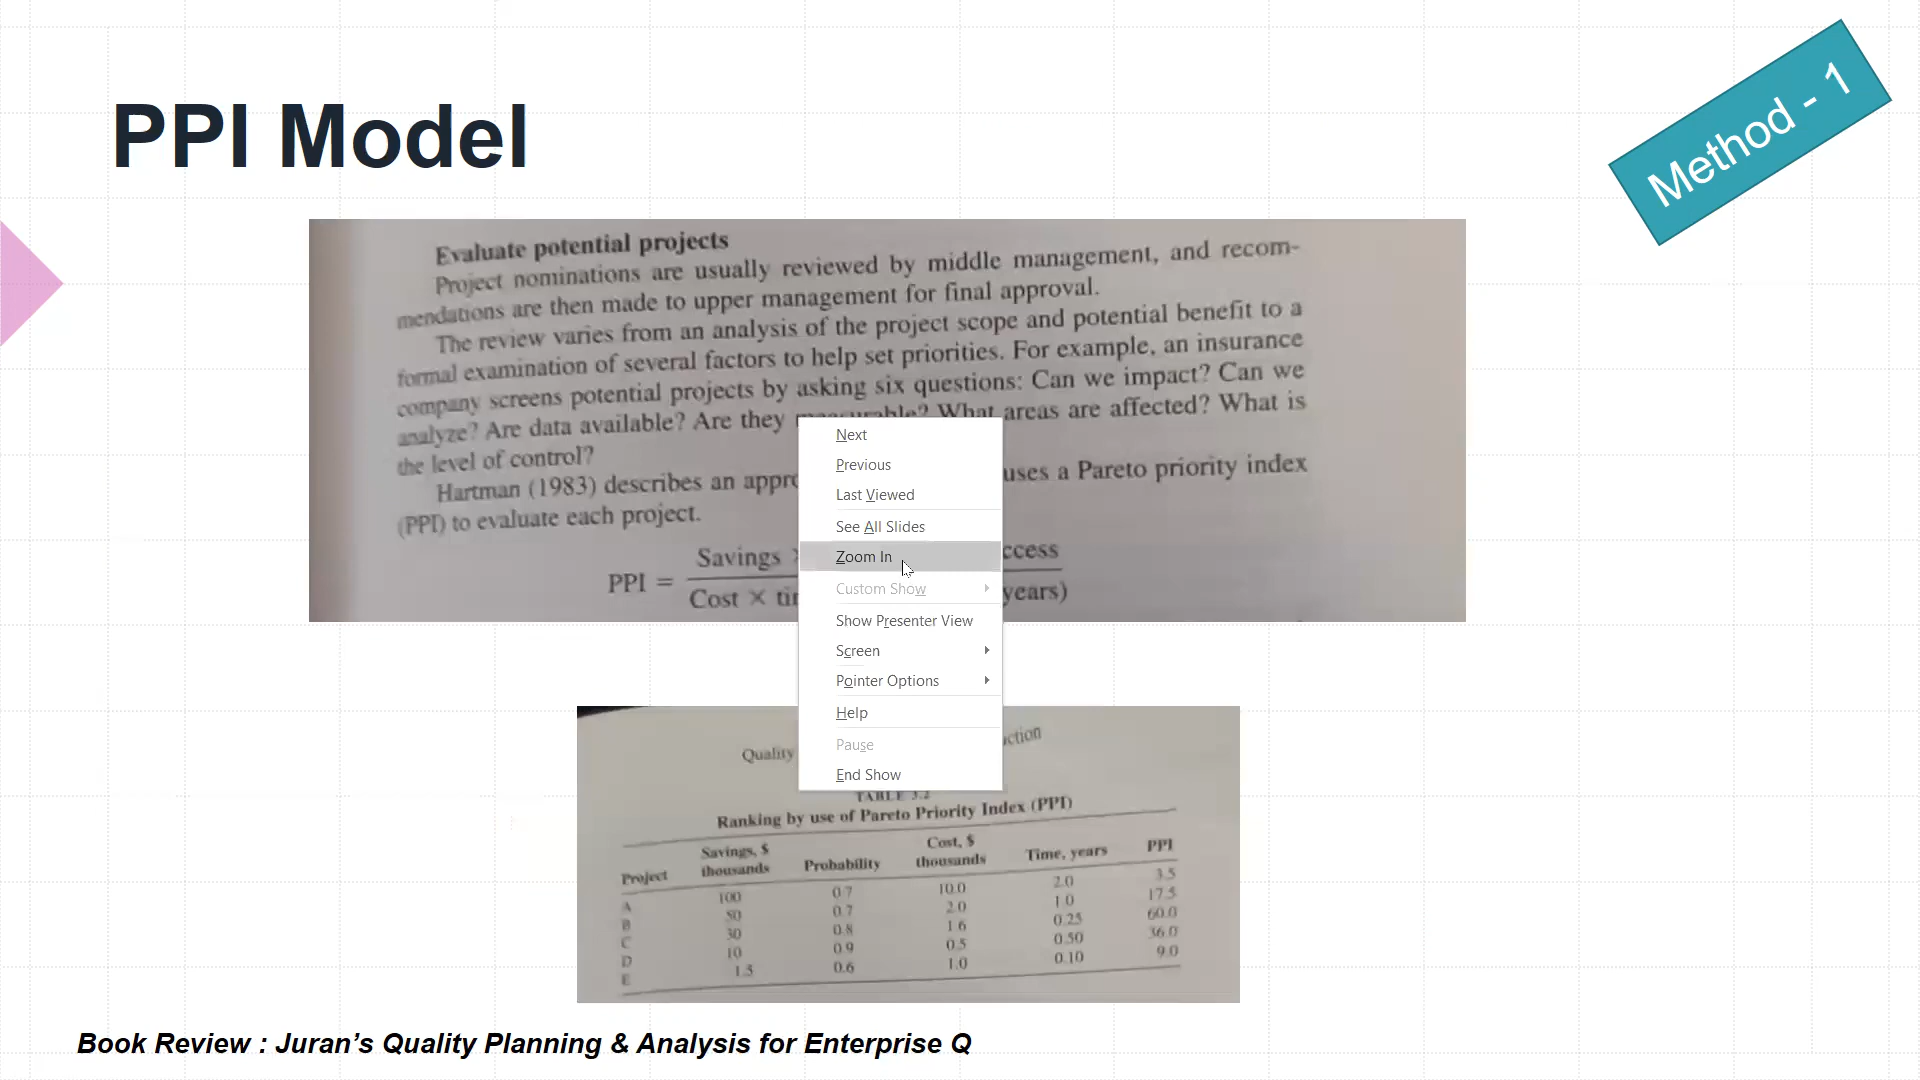 PPI Model
Method - 1
Evaluate potential projects
Project nominations are usually reviewed by middle management, and recom-
mendations are then made to upper management for final approval.
The review varies from an analysis of the project scope and potential benefit to a
formal examination of several factors to help set priorities. For example, an insurance
company screens potential projects by asking six questions: Can we impact? Can we
analyze? Are data available? Are they measurable? What areas are affected? What is
the level of control?
Hartman (1983) describes an uses a Pareto priority index
(PPI) to evaluate each project.
PPI = Savings
Cost × years)
Next
Previous
Last Viewed
See All Slides
Zoom In
Custom Show
Show Presenter View
Screen
Pointer Options
Help
Pause
End Show
Quality
TABLE 3.2
Ranking by use of Pareto Priority Index (PPI)
Project Savings, $ thousands Probability Cost, $ thousands Time, years PPI
A 100 0.7 10.0 2.0 3.5
B 50 0.7 2.0 1.0 17.5
C 30 0.8 1.6 0.25 60.0
D 10 0.9 0.5 0.50 36.0
E 1.5 0.6 1.0 0.10 9.0
Book Review : Juran’s Quality Planning & Analysis for Enterprise Q